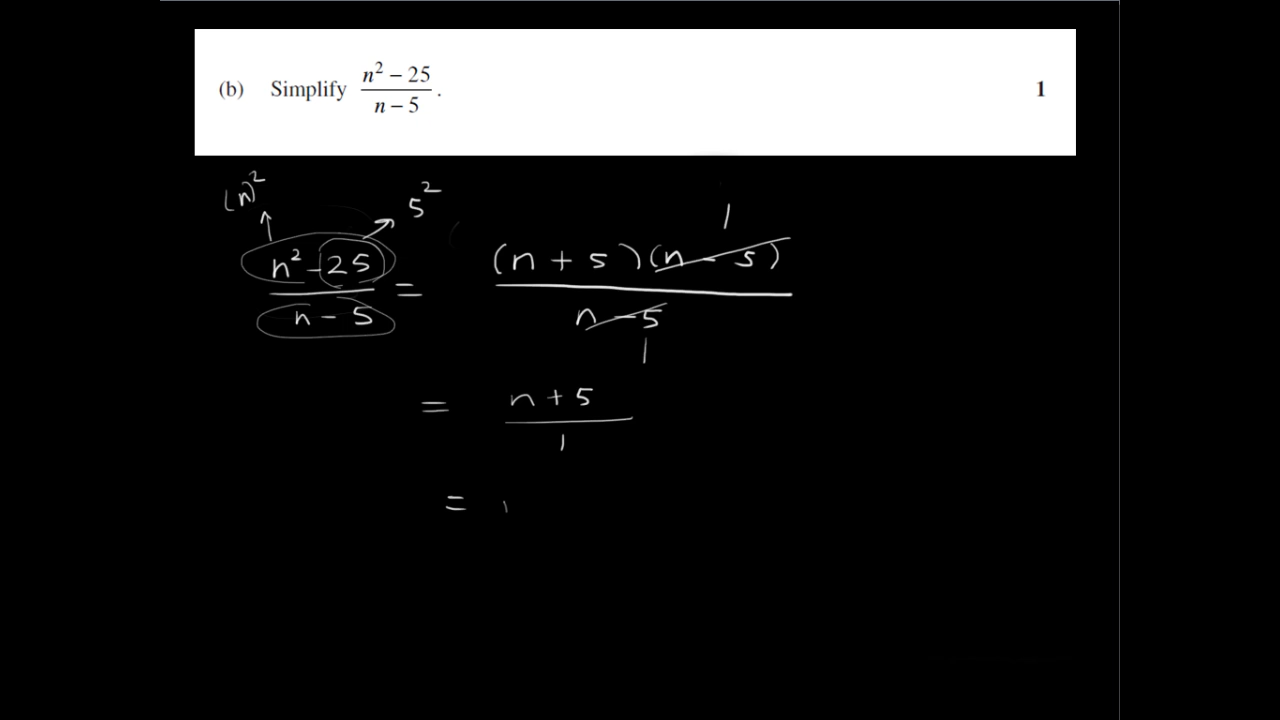 (b) Simplify (n² − 25)/(n − 5). 1
(n)² 5²
(n² − 25)/(n − 5) = (n + 5)(n − 5)/(n − 5) 1 1
= (n + 5)/1
=